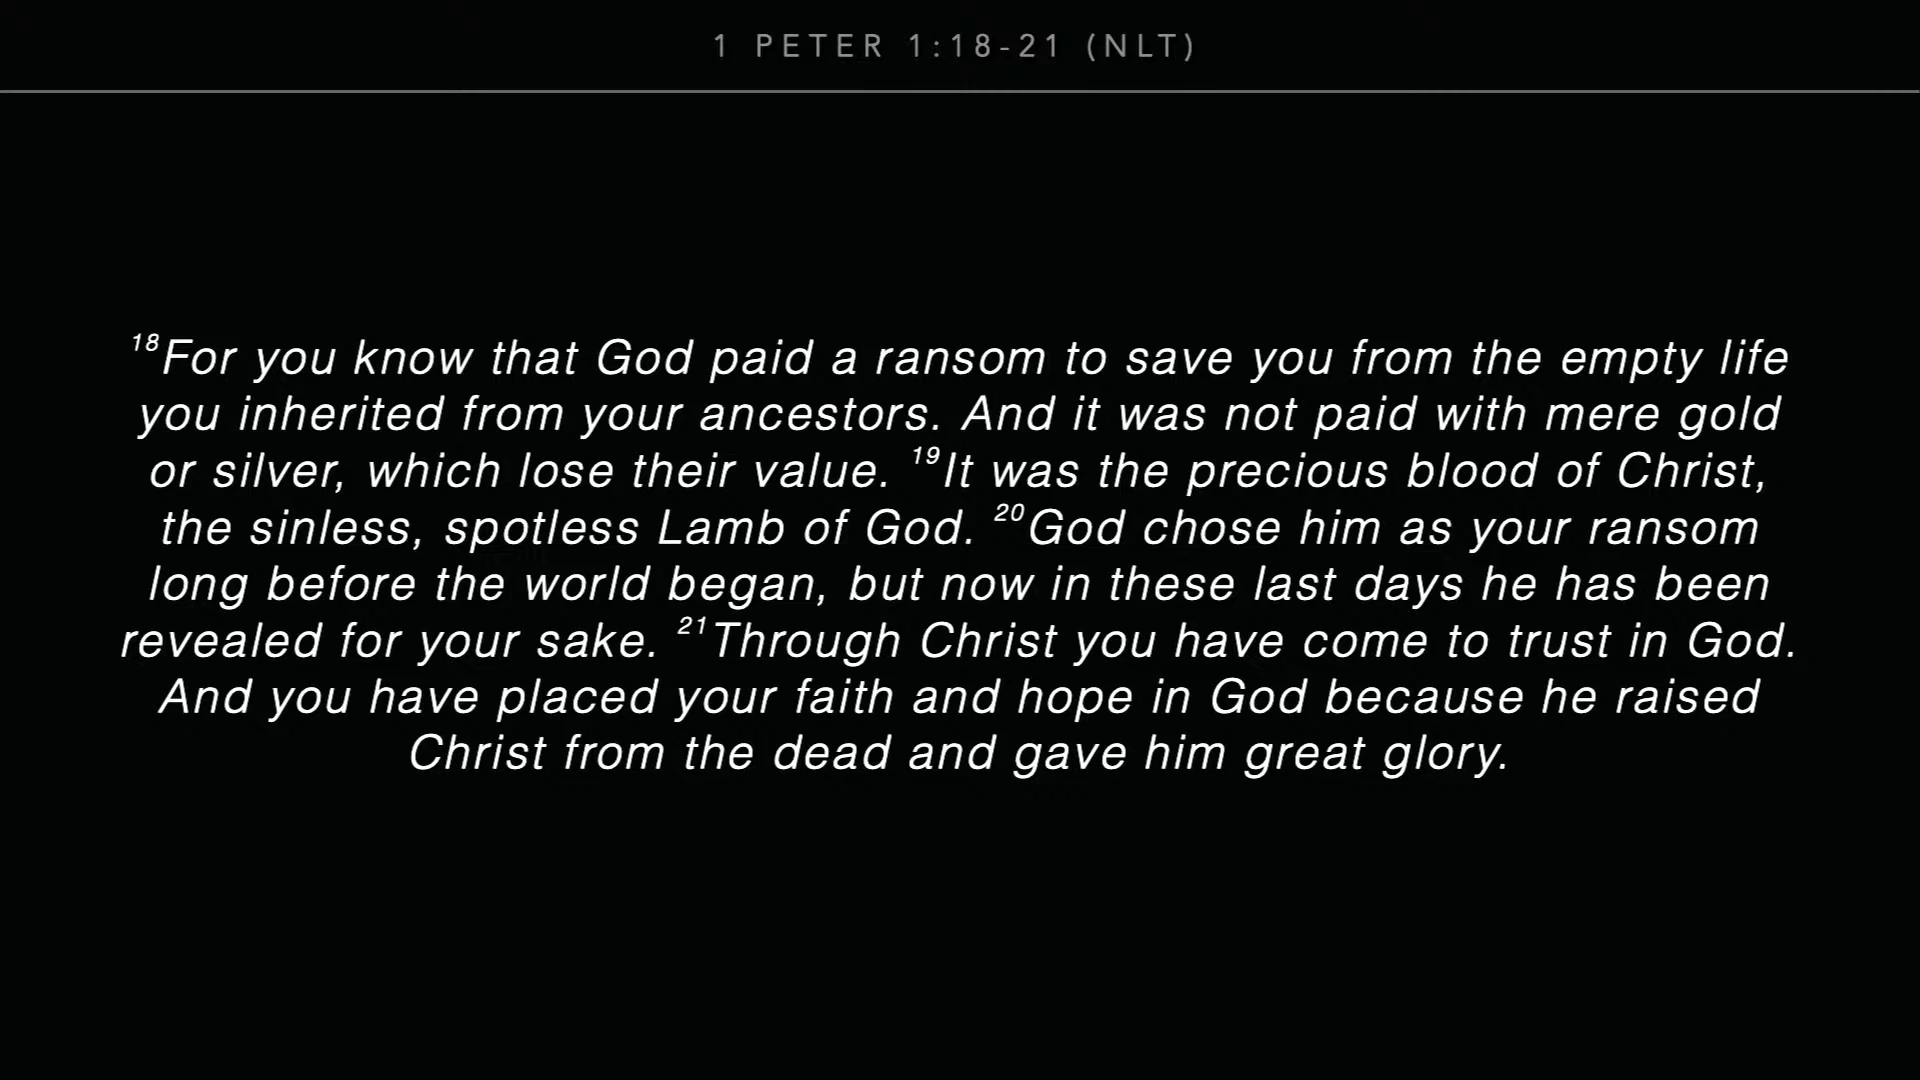 1 PETER 1:18-21 (NLT)
18For you know that God paid a ransom to save you from the empty life
you inherited from your ancestors. And it was not paid with mere gold
or silver, which lose their value. 19It was the precious blood of Christ,
the sinless, spotless Lamb of God. 20God chose him as your ransom
long before the world began, but now in these last days he has been
revealed for your sake. 21Through Christ you have come to trust in God.
And you have placed your faith and hope in God because he raised
Christ from the dead and gave him great glory.